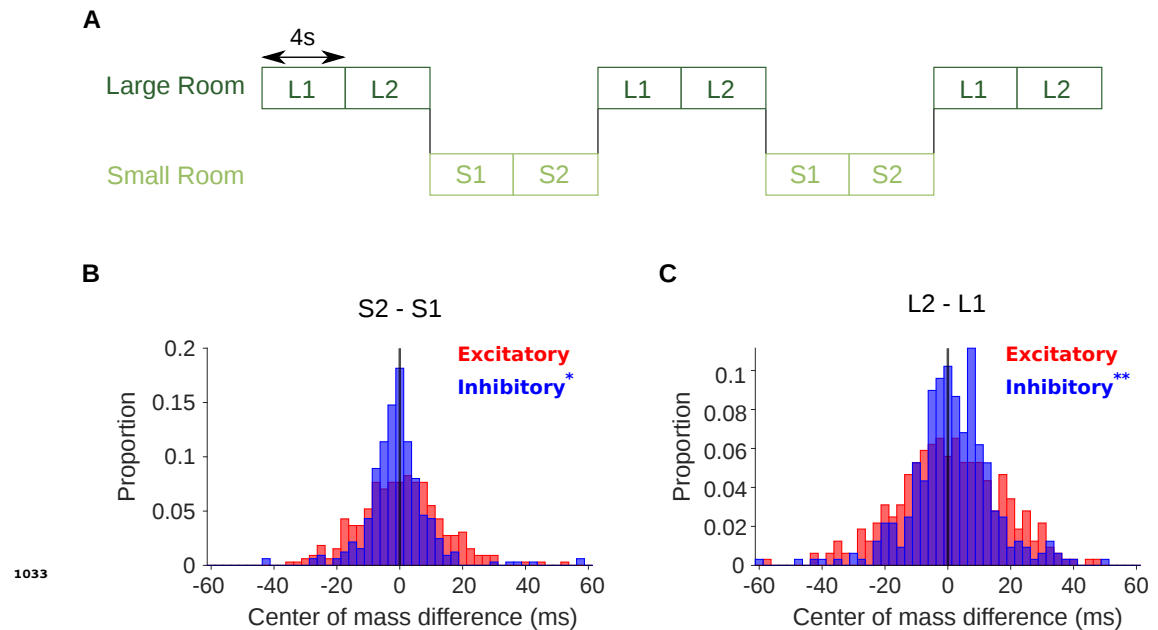 A
4s
Large Room L1 L2 L1 L2 L1 L2
Small Room S1 S2 S1 S2
B
S2 - S1
Excitatory
Inhibitory*
Proportion
0.2
0.15
0.1
0.05
0
-60 -40 -20 0 20 40 60
Center of mass difference (ms)
C
L2 - L1
Excitatory
Inhibitory**
Proportion
0.1
0.08
0.06
0.04
0.02
0
-60 -40 -20 0 20 40 60
Center of mass difference (ms)
1033